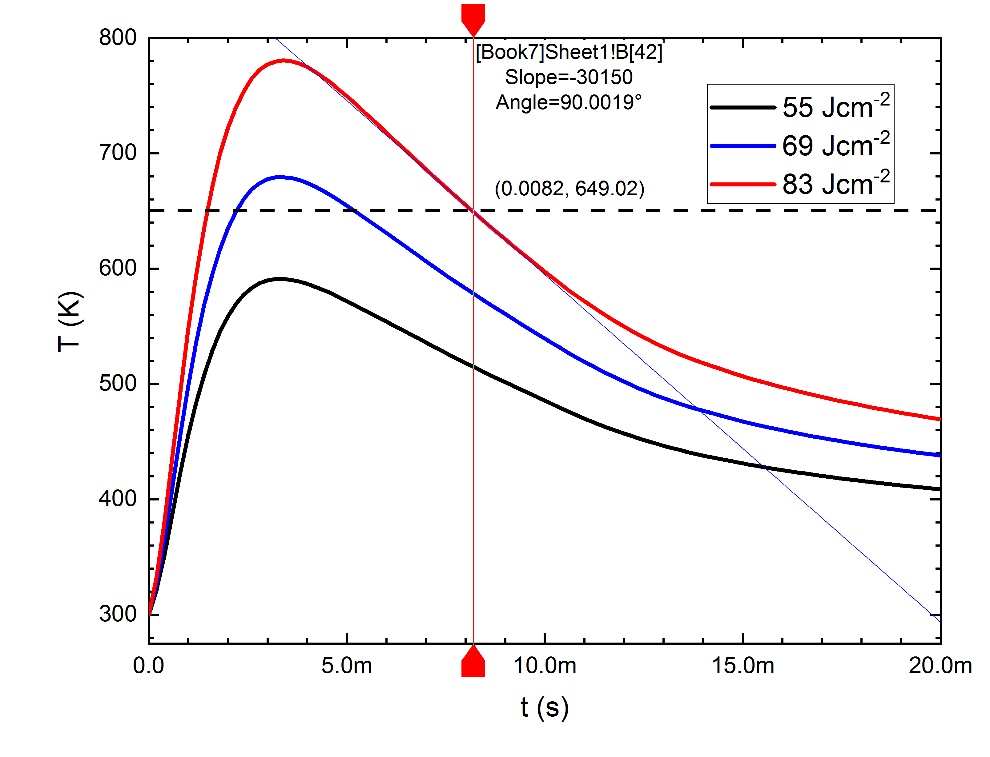 800
700
600
500
400
300
T (K)
[Book7]Sheet1!B[42]
Slope=-30150
Angle=90.0019°
(0.0082, 649.02)
55 Jcm-2
69 Jcm-2
83 Jcm-2
0.0
5.0m
10.0m
15.0m
20.0m
t (s)